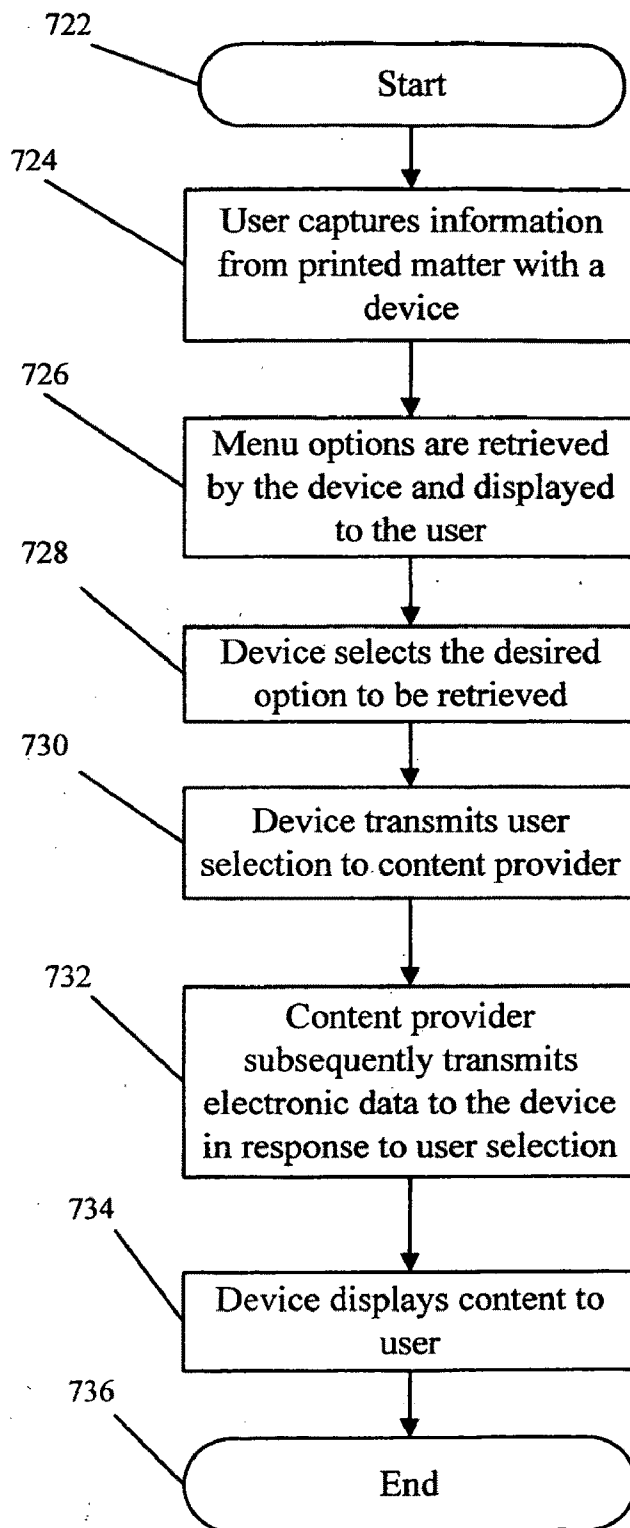 722
Start
724
User captures information
from printed matter with a
device
726
Menu options are retrieved
by the device and displayed
to the user
728
Device selects the desired
option to be retrieved
730
Device transmits user
selection to content provider
732
Content provider
subsequently transmits
electronic data to the device
in response to user selection
734
Device displays content to
user
736
End